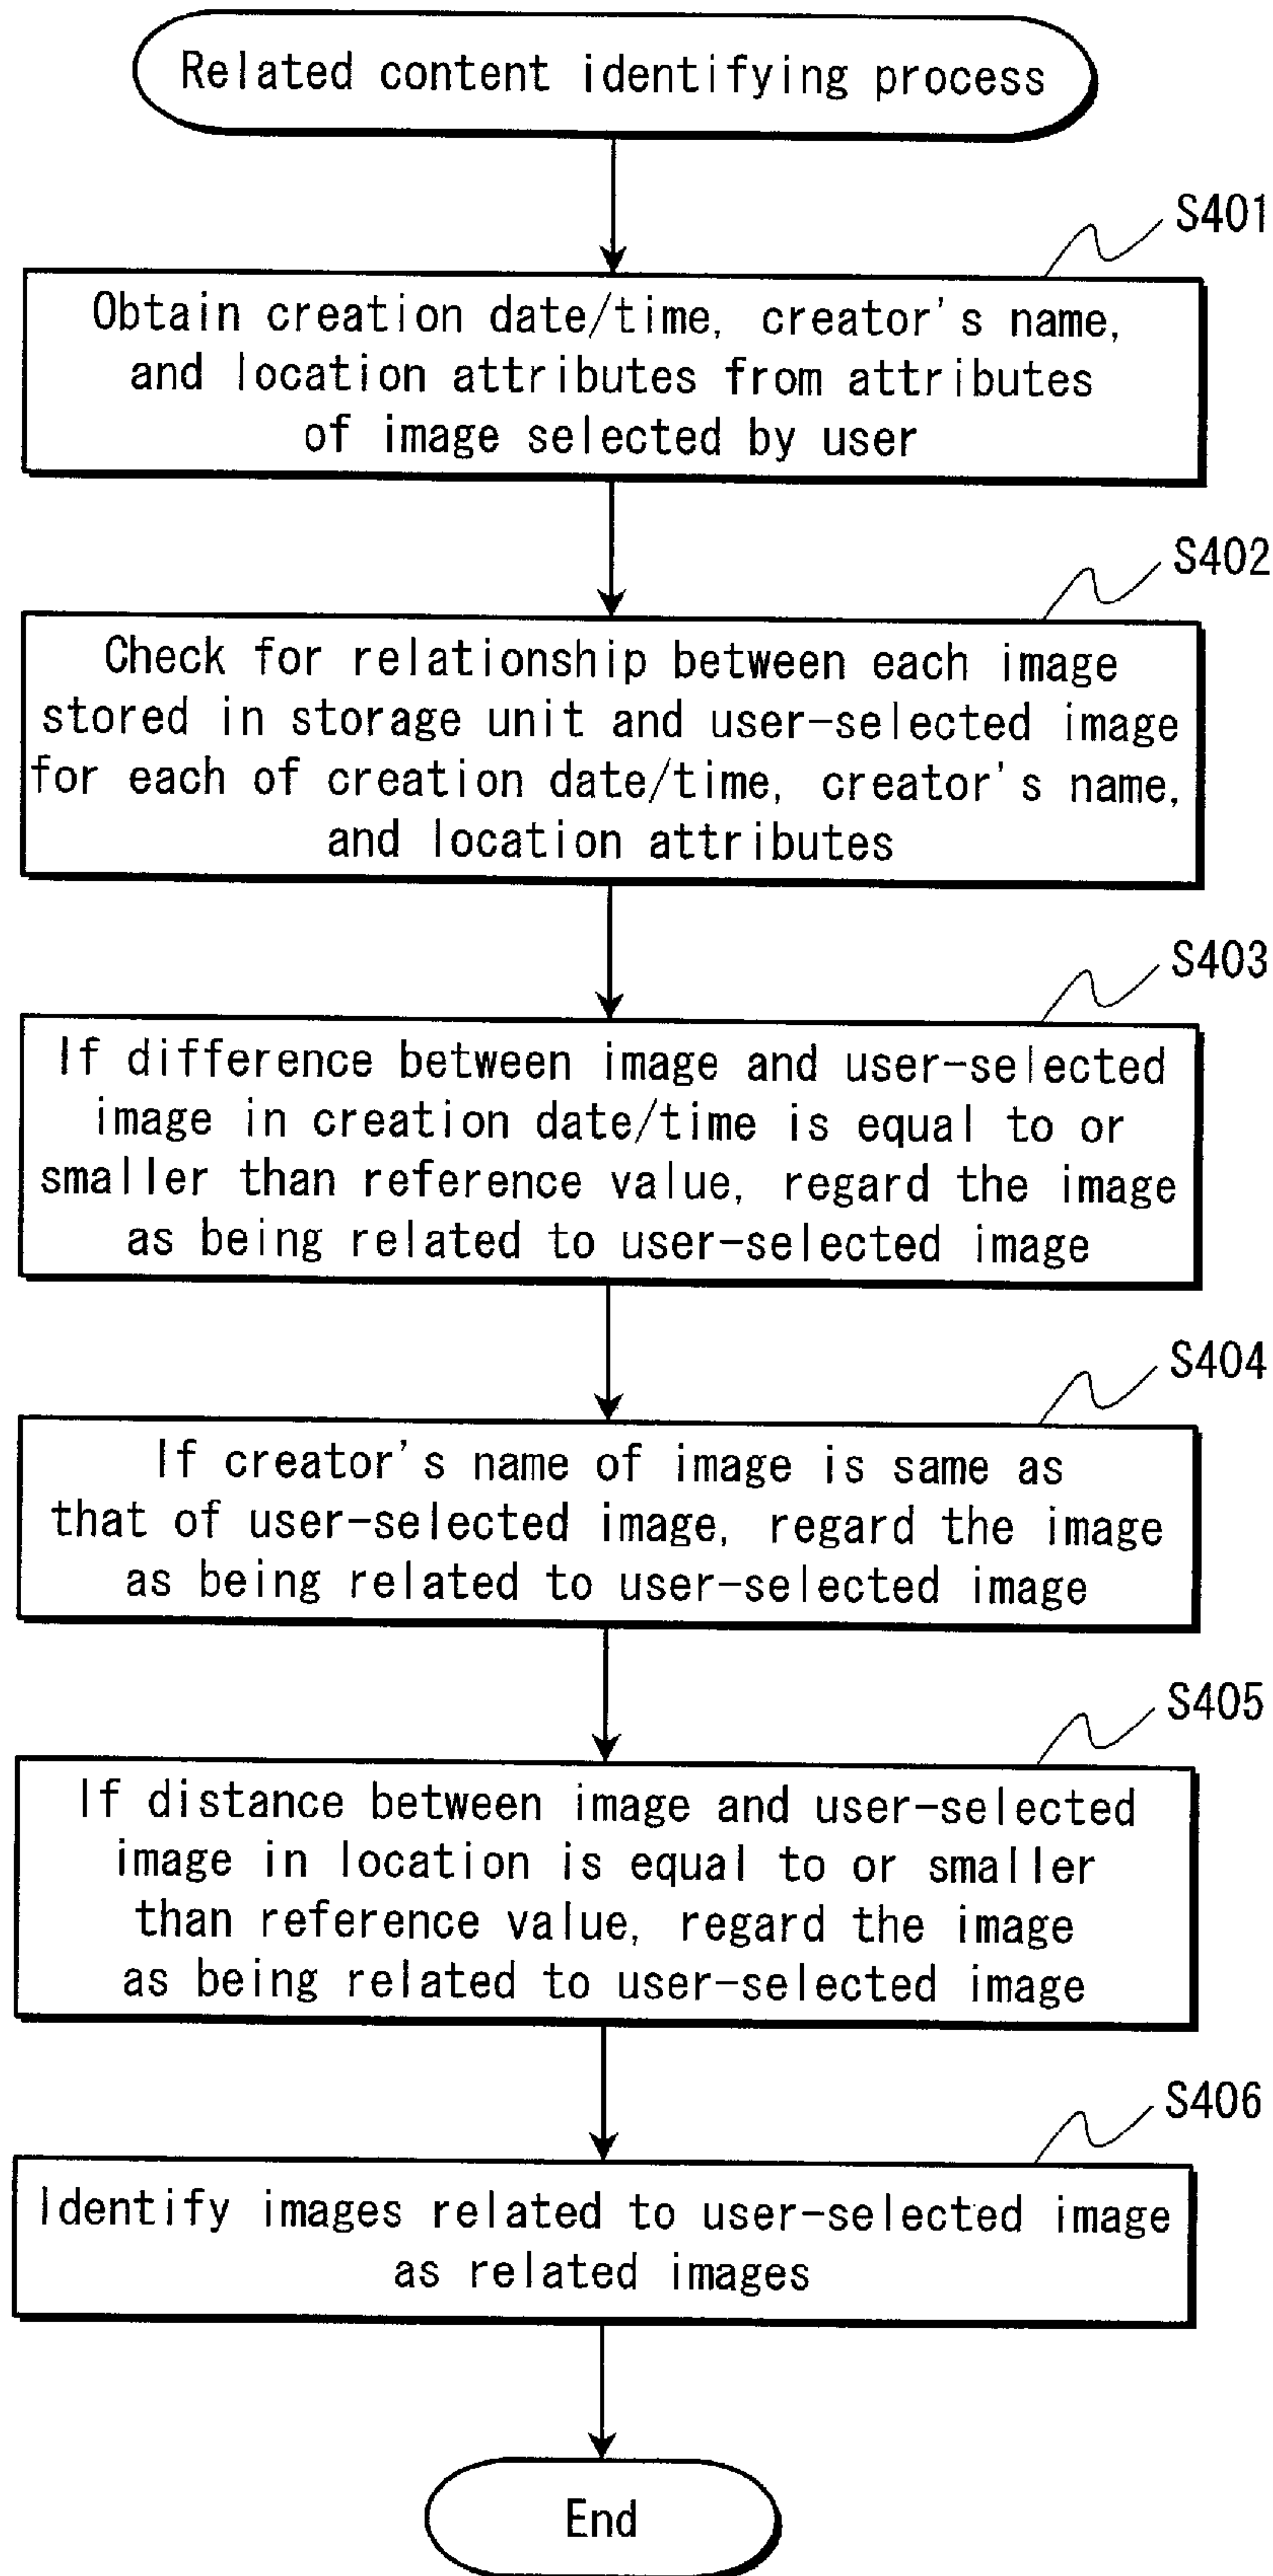 Related content identifying process
S401
Obtain creation date/time, creator's name,
and location attributes from attributes
of image selected by user
S402
Check for relationship between each image
stored in storage unit and user-selected image
for each of creation date/time, creator's name,
and location attributes
S403
If difference between image and user-selected
image in creation date/time is equal to or
smaller than reference value, regard the image
as being related to user-selected image
S404
If creator's name of image is same as
that of user-selected image, regard the image
as being related to user-selected image
S405
If distance between image and user-selected
image in location is equal to or smaller
than reference value, regard the image
as being related to user-selected image
S406
Identify images related to user-selected image
as related images
End